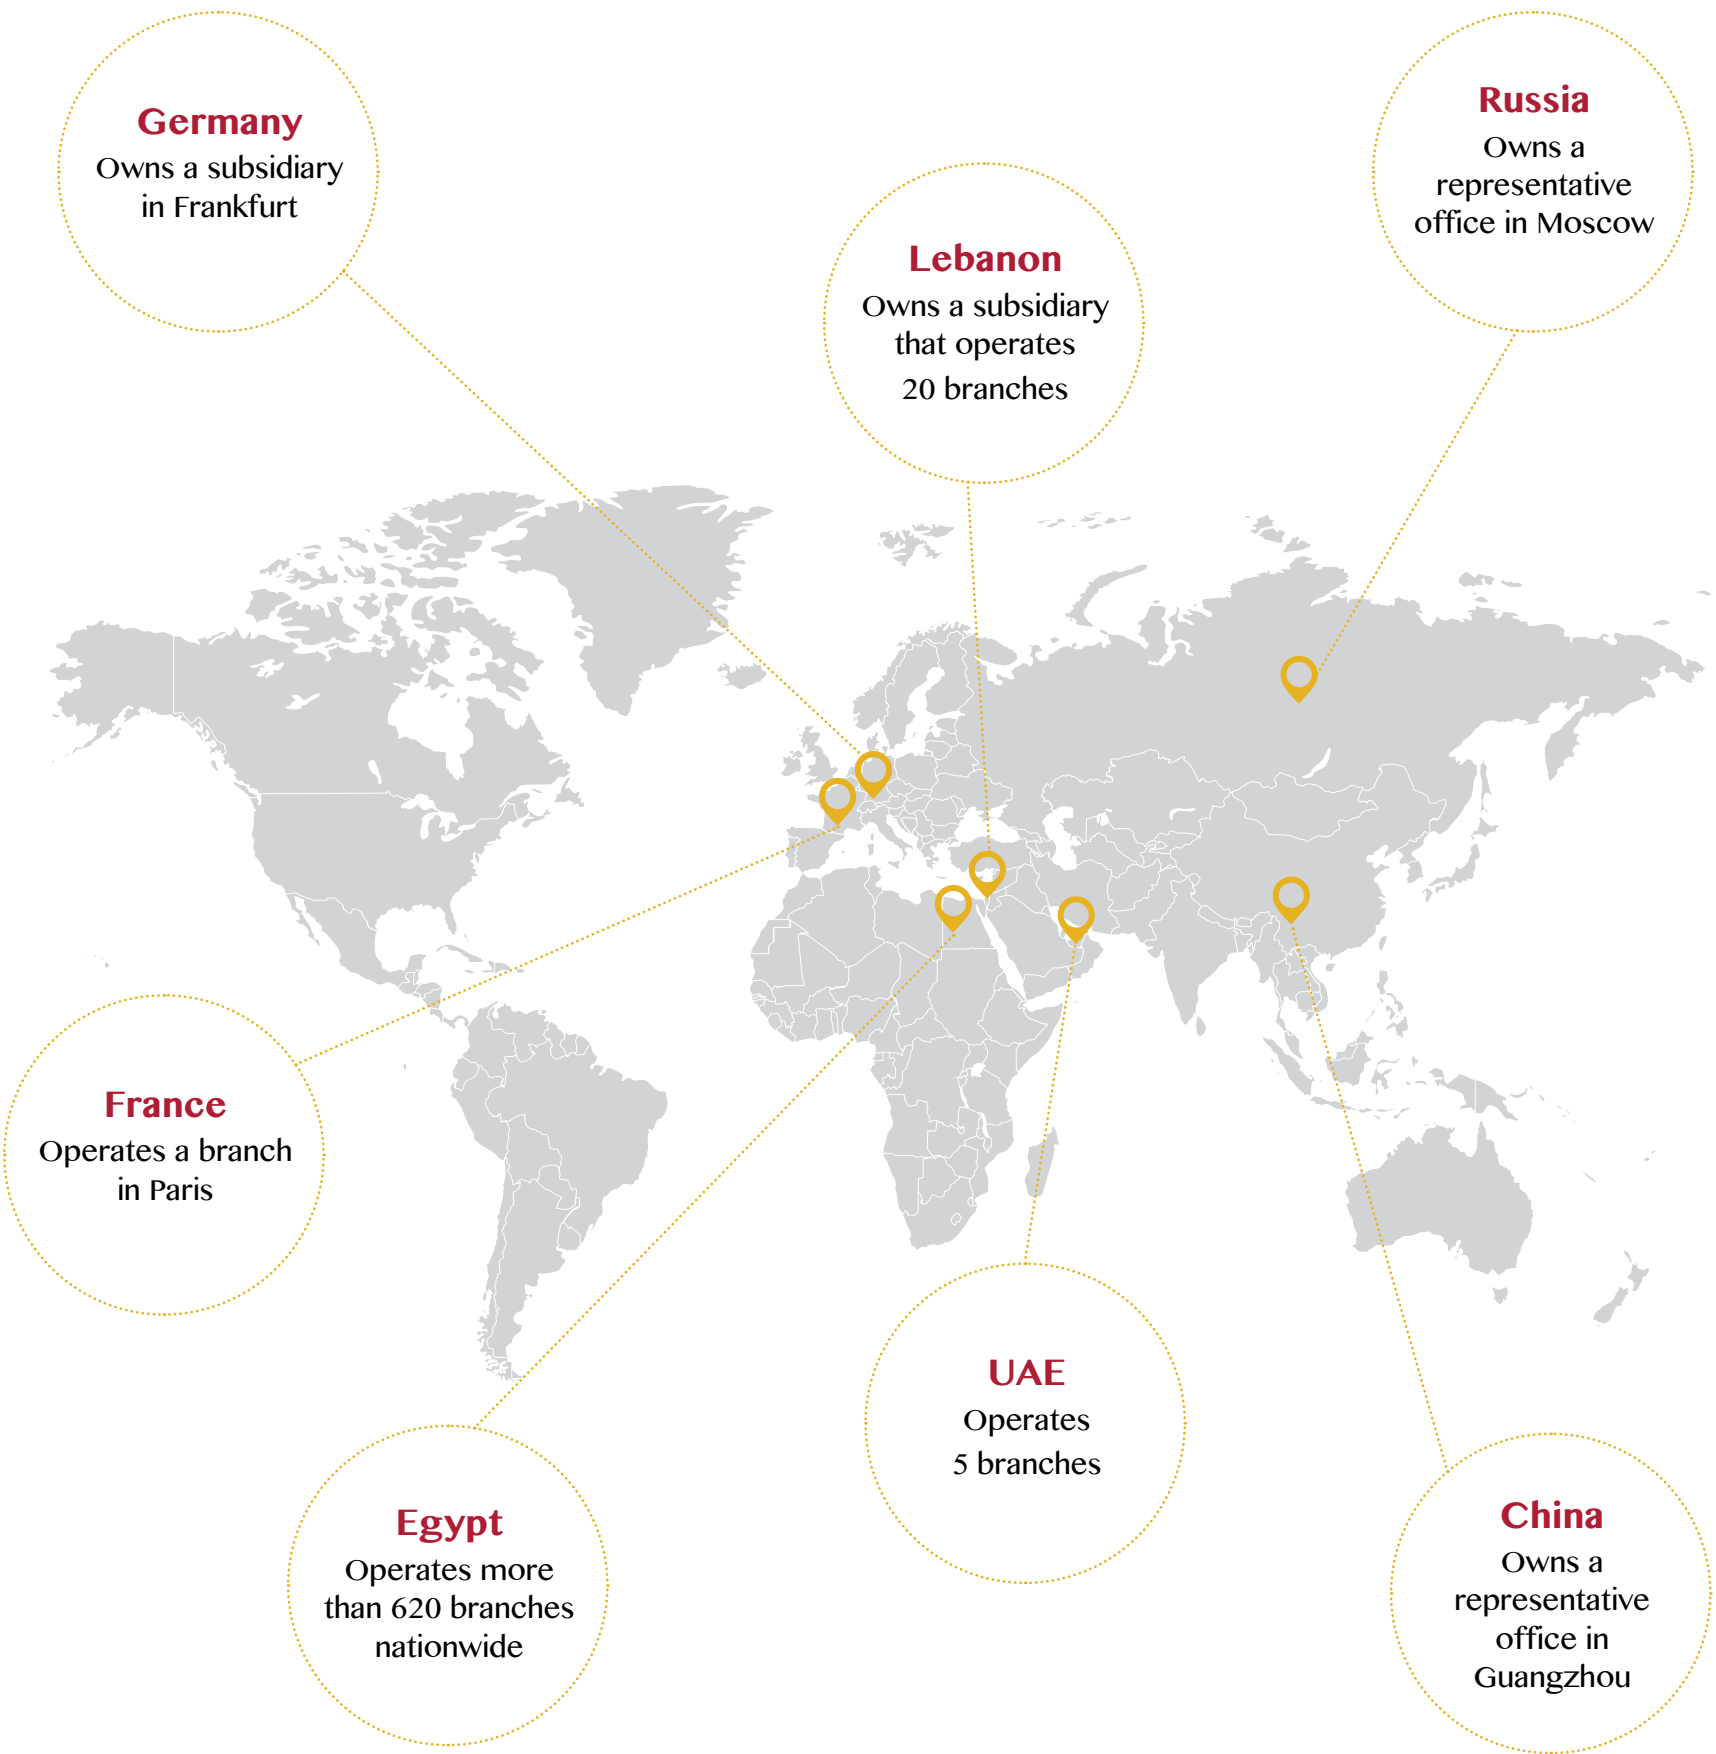 Germany
Owns a subsidiary
in Frankfurt
Lebanon
Owns a subsidiary
that operates
20 branches
Russia
Owns a
representative
office in Moscow
France
Operates a branch
in Paris
Egypt
Operates more
than 620 branches
nationwide
UAE
Operates
5 branches
China
Owns a
representative
office in
Guangzhou